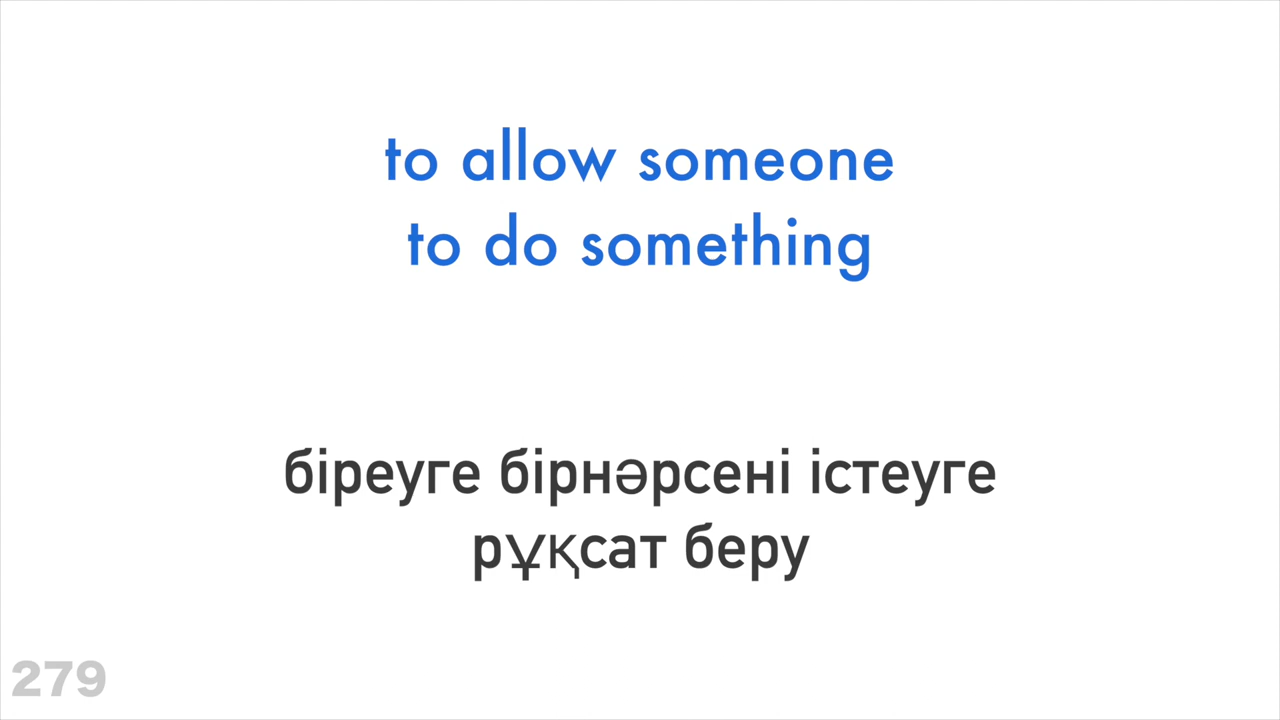 to allow someone
to do something
біреуге бірнәрсені істеуге
рұқсат беру
279